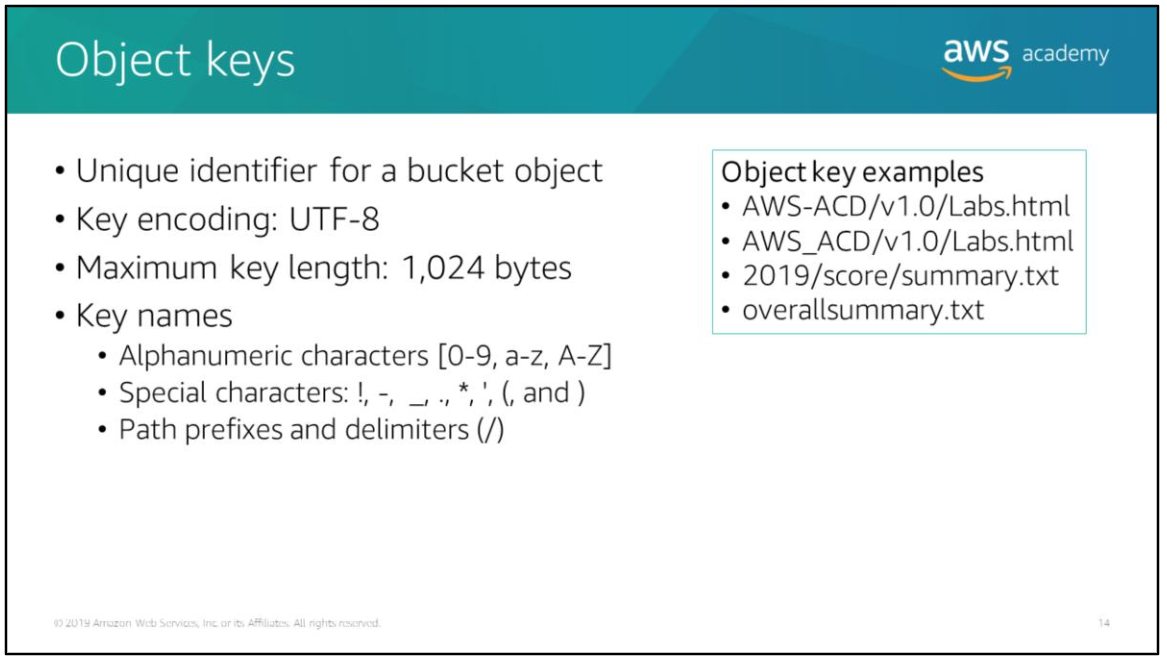 Object keys
aws academy
• Unique identifier for a bucket object
• Key encoding: UTF-8
• Maximum key length: 1,024 bytes
• Key names
• Alphanumeric characters [0-9, a-z, A-Z]
• Special characters: !, -, _, ., *, ', (, and )
• Path prefixes and delimiters (/)
Object key examples
• AWS-ACD/v1.0/Labs.html
• AWS_ACD/v1.0/Labs.html
• 2019/score/summary.txt
• overallsummary.txt
© 2019 Amazon Web Services, Inc. or its Affiliates. All rights reserved.
14